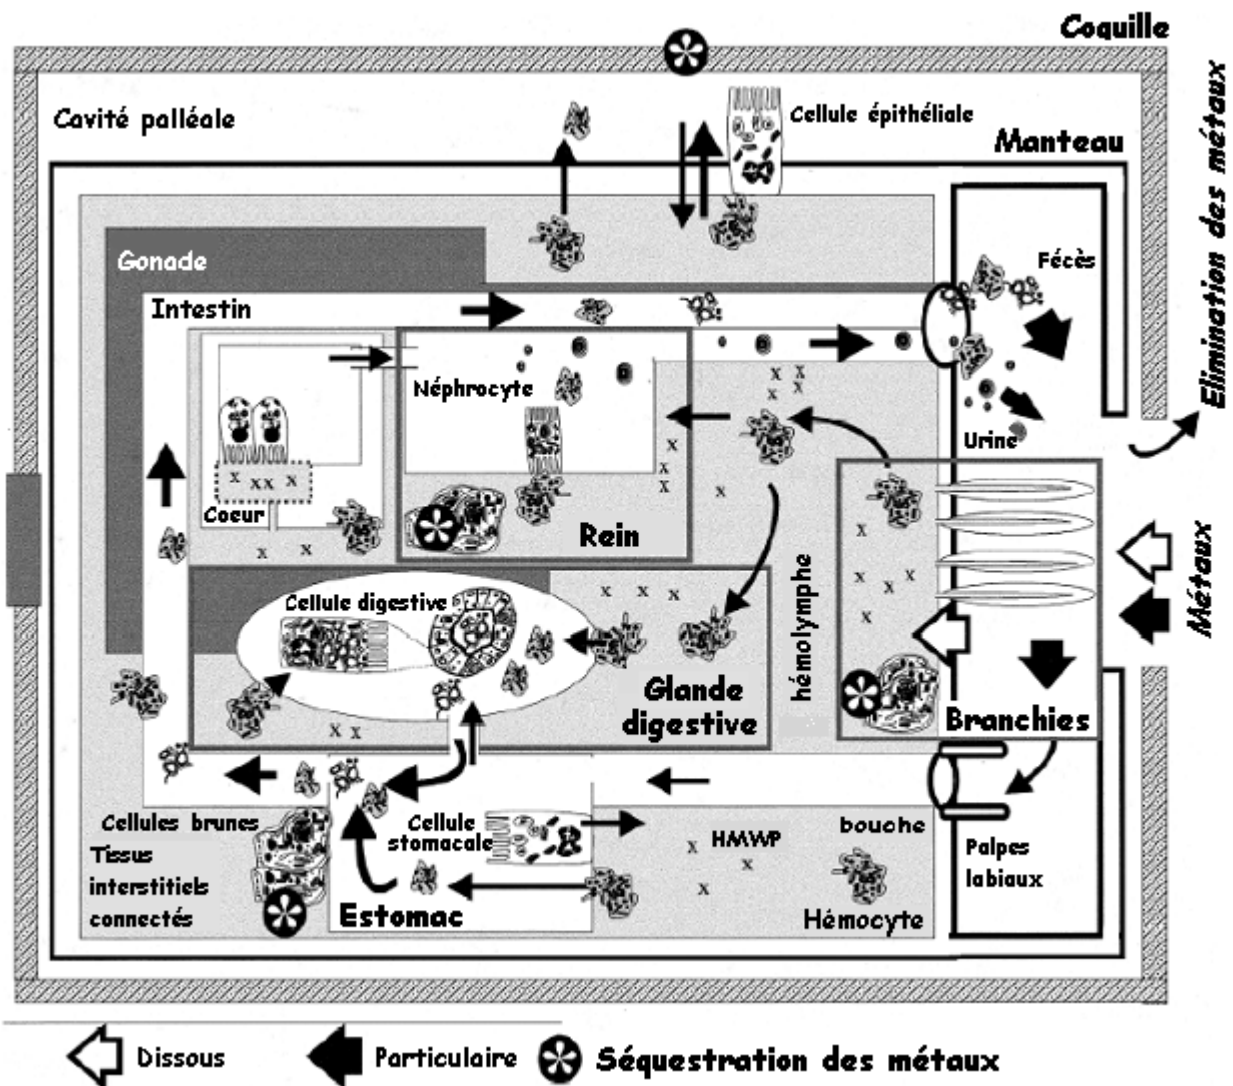 Coquille
Cavité palléale
Cellule épithéliale
Manteau
Elimination des métaux
Gonade
Fécès
Intestin
Néphrocyte
Urine
Coeur
Rein
Métaux
Cellule digestive
hémolymphe
Glande
digestive
Branchies
Cellules brunes
Tissus
interstitiels
connectés
Cellule
stomacale
Estomac
x
HMWP
x
x
bouche
Hémocyte
Palpes
labiaux
Dissous
Particulaire
Séquestration des métaux